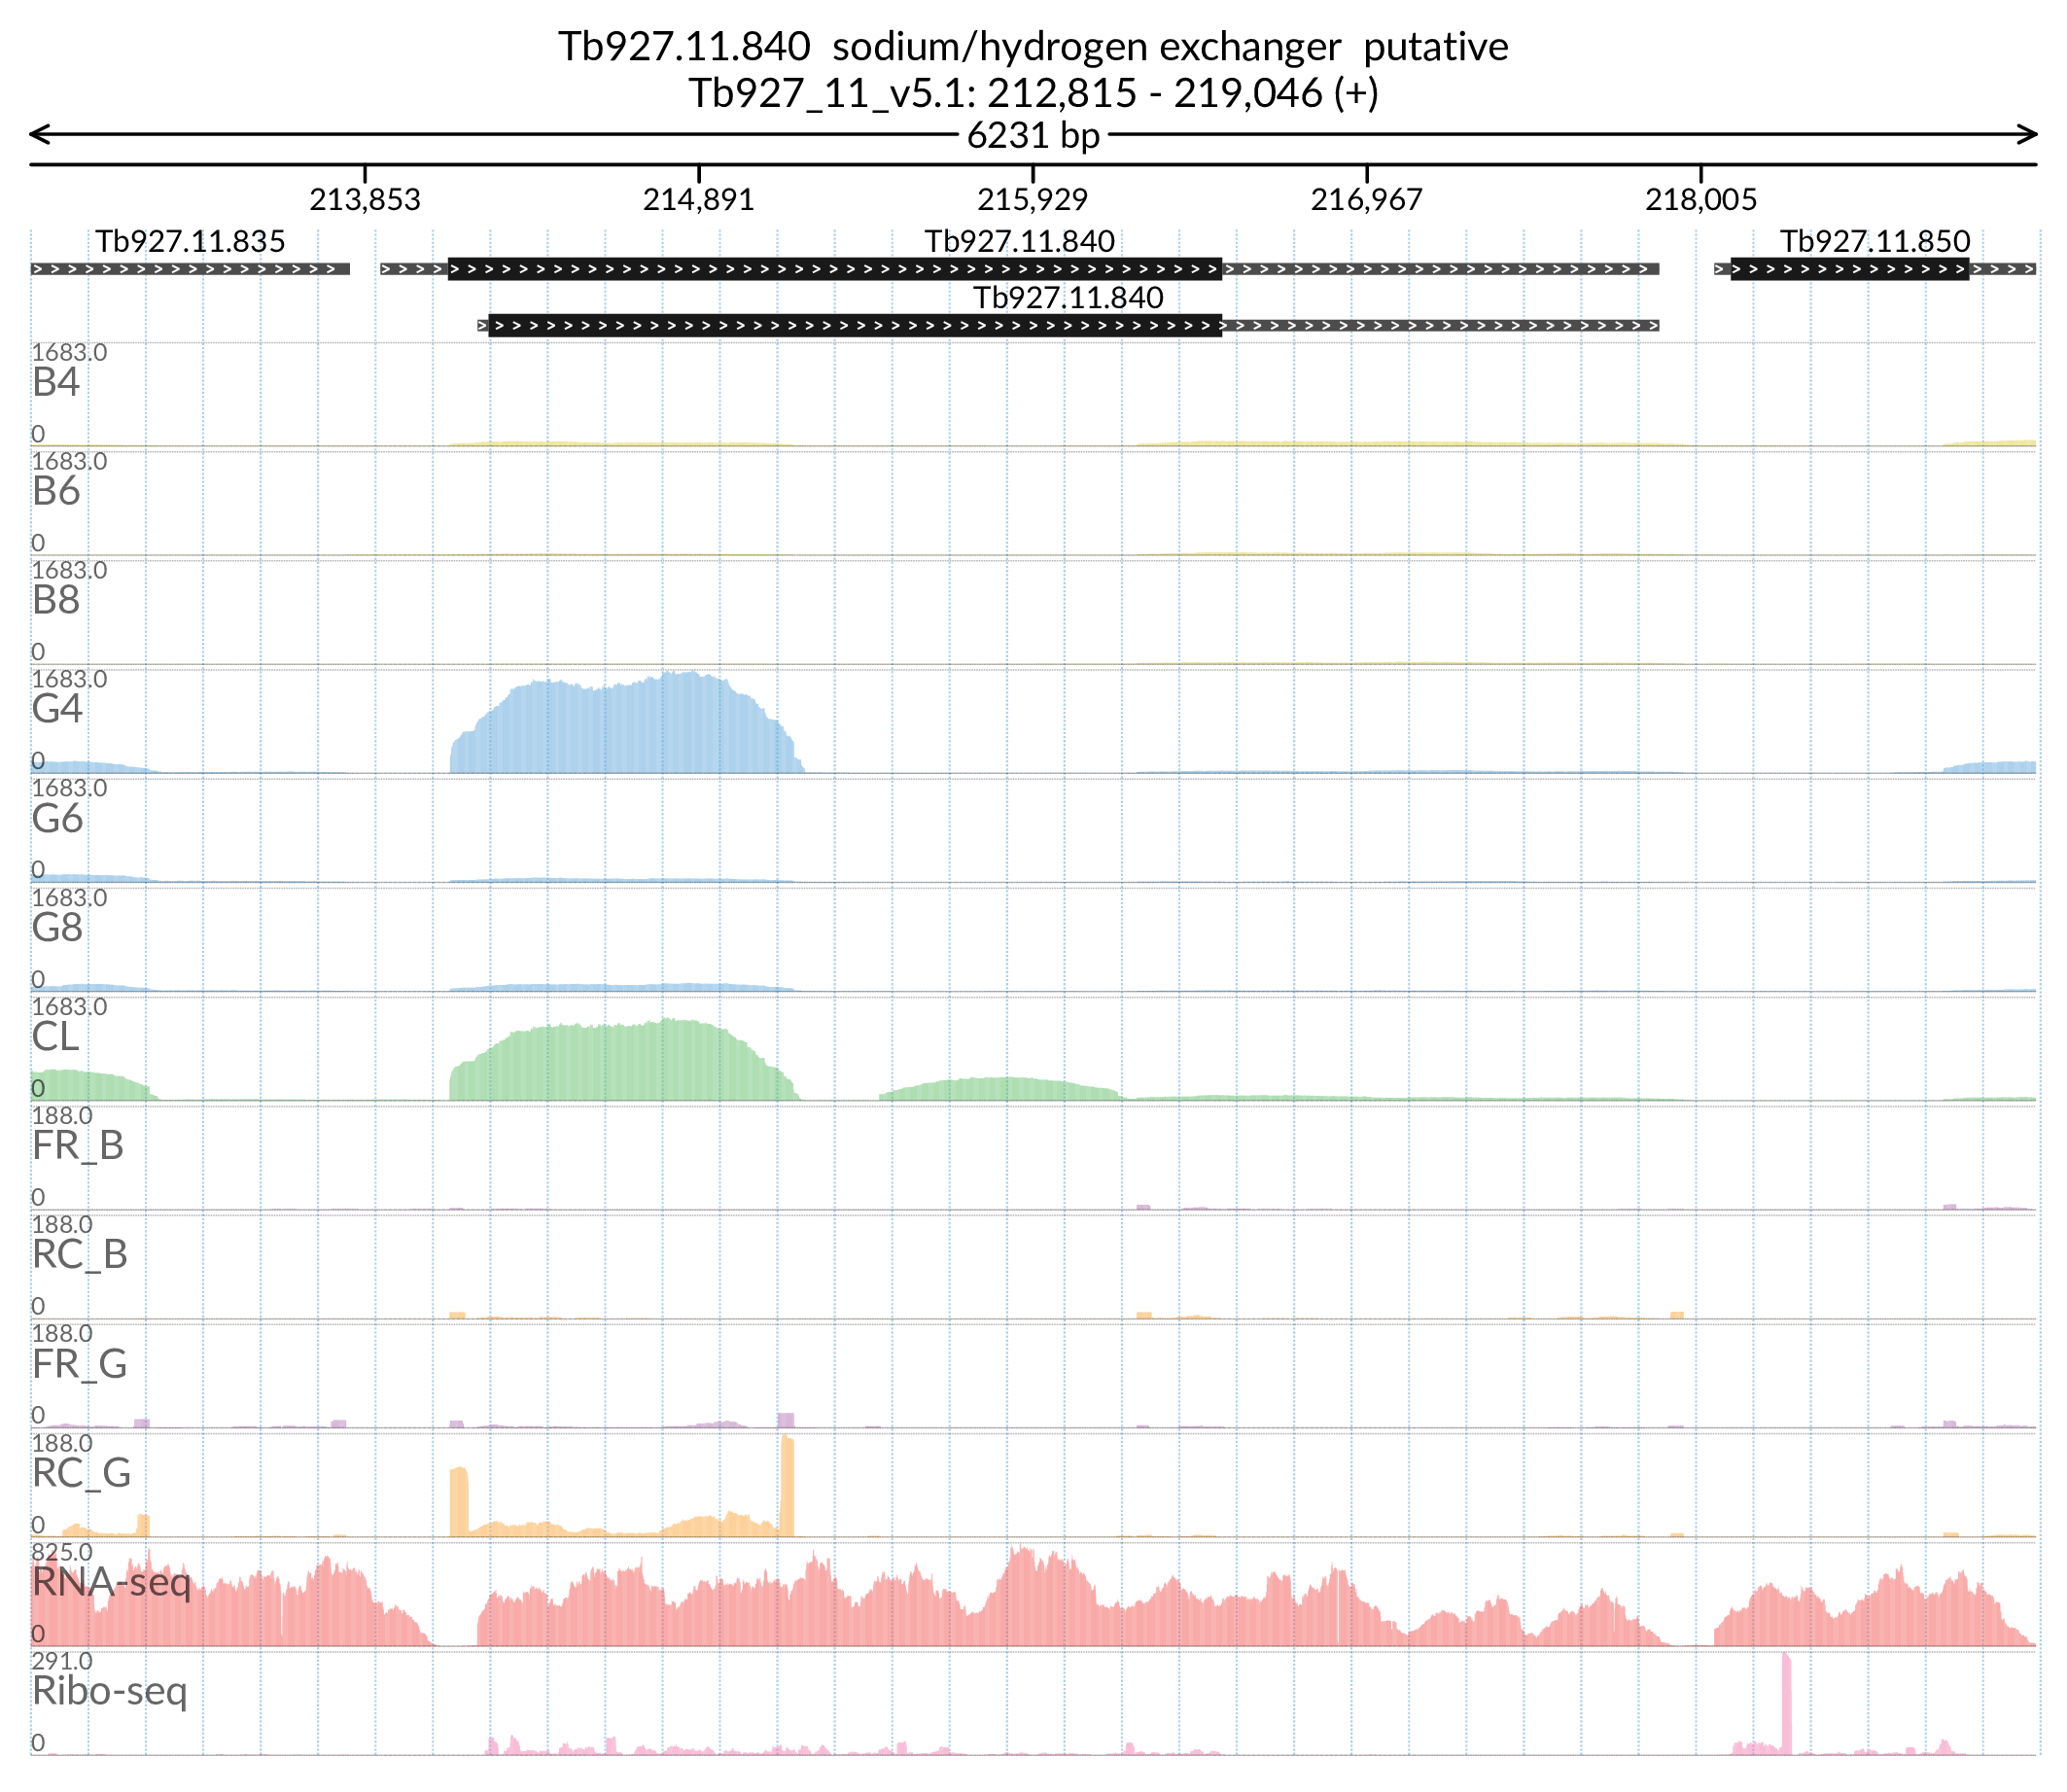 Tb927.11.840  sodium/hydrogen exchanger  putative
Tb927_11_v5.1: 212,815 - 219,046 (+)
6231 bp
213,853 214,891 215,929 216,967 218,005
Tb927.11.835 Tb927.11.840 Tb927.11.850
Tb927.11.840
1683.0
B4
0
1683.0
B6
0
1683.0
B8
0
1683.0
G4
0
1683.0
G6
0
1683.0
G8
0
1683.0
CL
0
188.0
FR_B
0
188.0
RC_B
0
188.0
FR_G
0
188.0
RC_G
0
825.0
RNA-seq
0
291.0
Ribo-seq
0